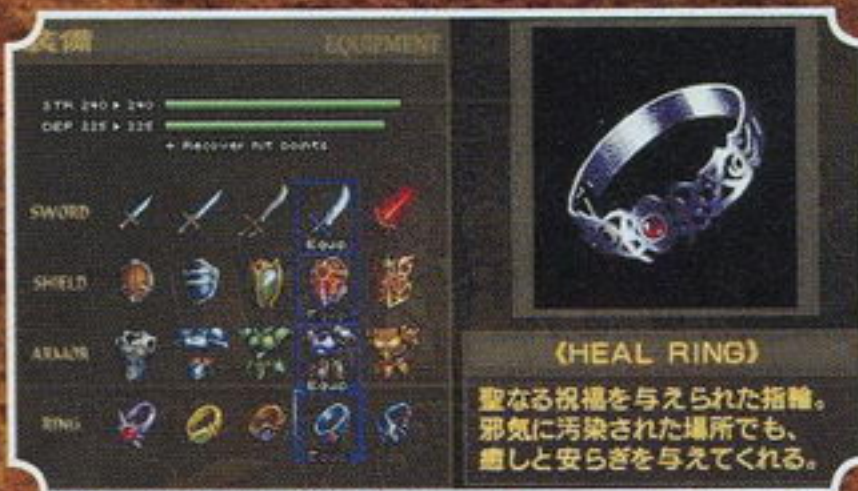 装備 EQUIPMENT
STR 240 ▶ 240
DEF 225 ▶ 225
+ Recover hit points
SWORD
Equp
SHIELD
ARMOR
Equp
RING
《HEAL RING》
聖なる祝福を与えられた指輪。
邪気に汚染された場所でも、
癒しと安らぎを与えてくれる。